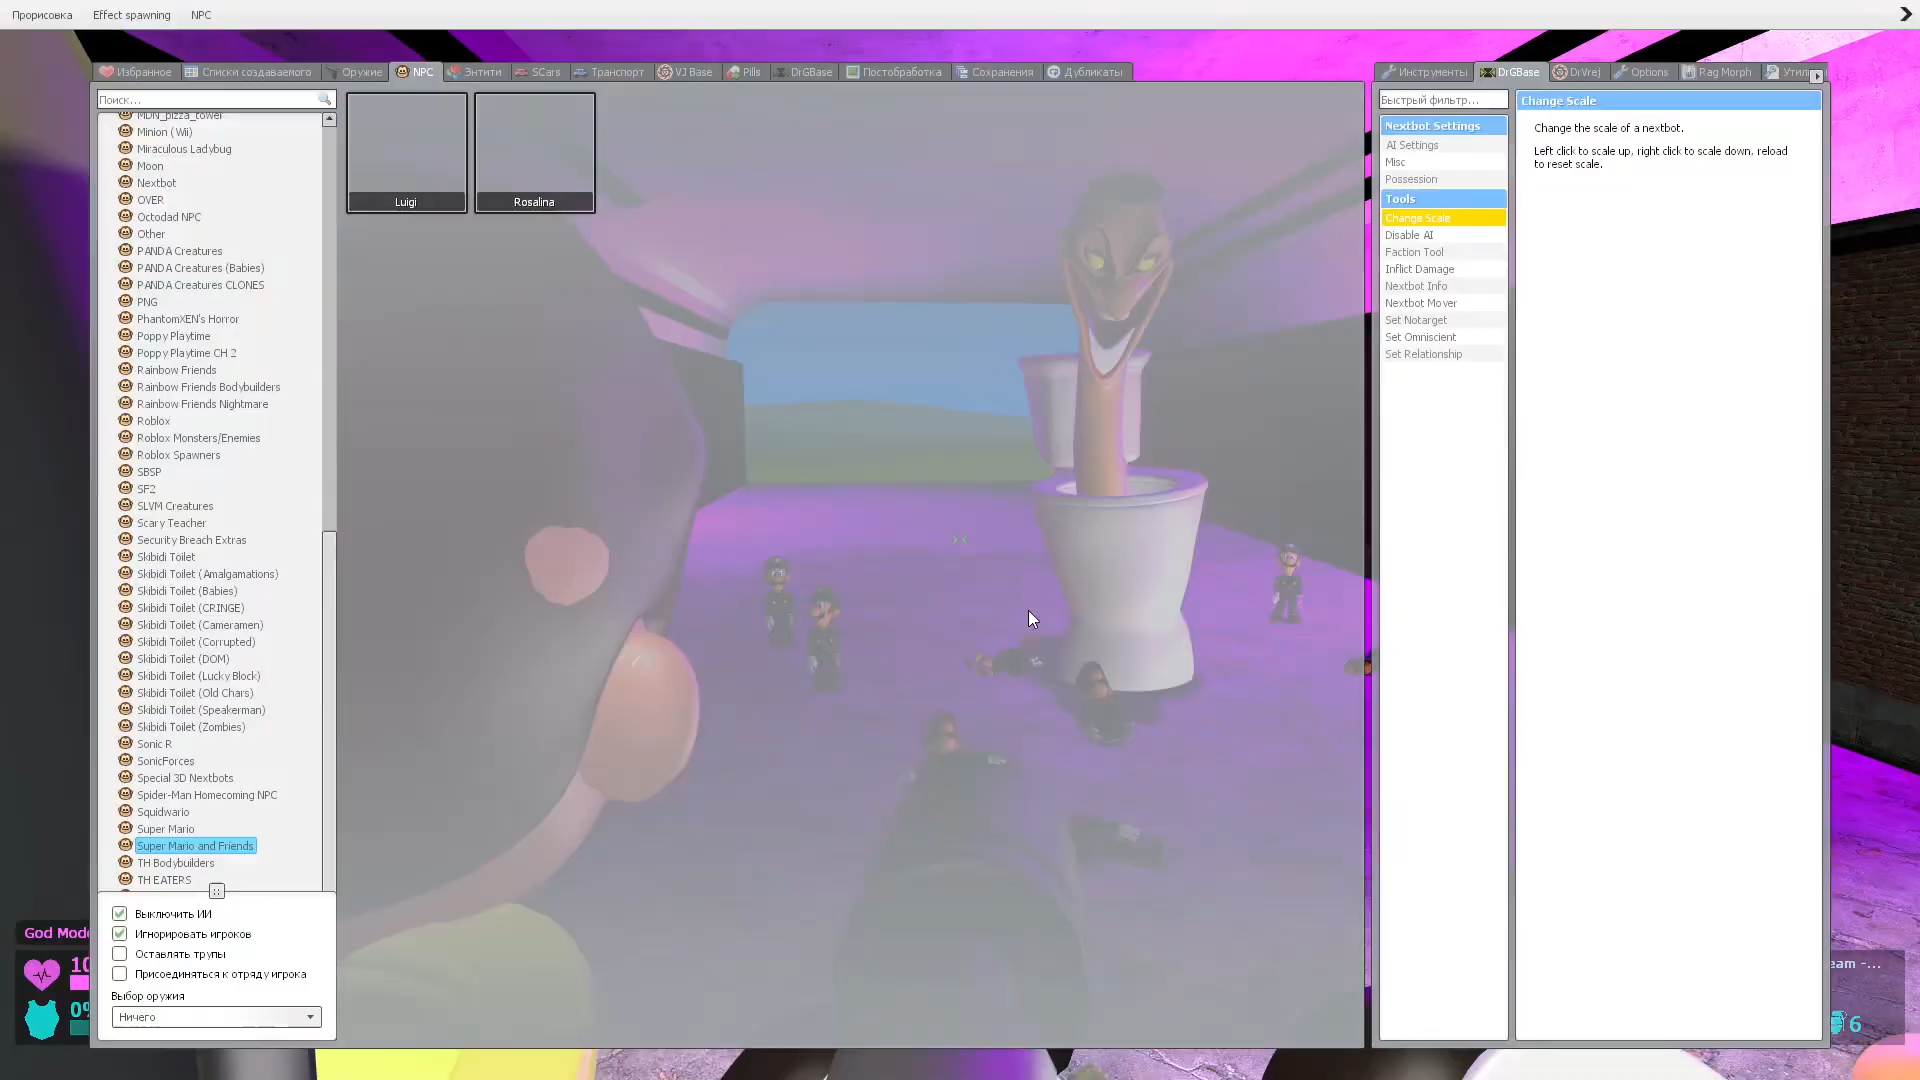 Прорисовка
Effect spawning
NPC
Избранное
Списки создаваемого
Оружие
NPC
Энтити
SCars
Транспорт
VJ Base
Pills
DrGBase
Постобработка
Сохранения
Дубликаты
Инструменты
DrGBase
DrVrej
Options
Rag Morph
Поиск...
MDN_pizza_tower
Minion (Wii)
Miraculous Ladybug
Moon
Nextbot
OVER
Octodad NPC
Other
PANDA Creatures
PANDA Creatures (Babies)
PANDA Creatures CLONES
PNG
PhantomXEN's Horror
Poppy Playtime
Poppy Playtime CH 2
Rainbow Friends
Rainbow Friends Bodybuilders
Rainbow Friends Nightmare
Roblox
Roblox Monsters/Enemies
Roblox Spawners
SBSP
SF2
SLVM Creatures
Scary Teacher
Security Breach Extras
Skibidi Toilet
Skibidi Toilet (Amalgamations)
Skibidi Toilet (Babies)
Skibidi Toilet (CRINGE)
Skibidi Toilet (Cameramen)
Skibidi Toilet (Corrupted)
Skibidi Toilet (DOM)
Skibidi Toilet (Lucky Block)
Skibidi Toilet (Old Chars)
Skibidi Toilet (Speakerman)
Skibidi Toilet (Zombies)
Sonic R
SonicForces
Special 3D Nextbots
Spider-Man Homecoming NPC
Squidwario
Super Mario
Super Mario and Friends
TH Bodybuilders
TH EATERS
Выключить ИИ
Игнорировать игроков
Оставлять трупы
Присоединяться к отряду игрока
Выбор оружия
Ничего
Luigi
Rosalina
Быстрый фильтр...
Nextbot Settings
AI Settings
Misc
Possession
Tools
Change Scale
Disable AI
Faction Tool
Inflict Damage
Nextbot Info
Nextbot Mover
Set Notarget
Set Omniscient
Set Relationship
Change Scale
Change the scale of a nextbot.
Left click to scale up, right click to scale down, reload
to reset scale.
God Mode
10
0%
eam -...
6